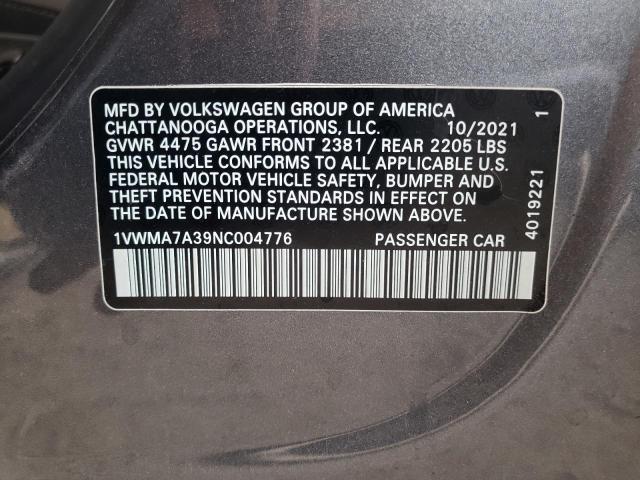 MFD BY VOLKSWAGEN GROUP OF AMERICA
CHATTANOOGA OPERATIONS, LLC. 10/2021
GVWR 4475 GAWR FRONT 2381 / REAR 2205 LBS
THIS VEHICLE CONFORMS TO ALL APPLICABLE U.S.
FEDERAL MOTOR VEHICLE SAFETY, BUMPER AND
THEFT PREVENTION STANDARDS IN EFFECT ON
THE DATE OF MANUFACTURE SHOWN ABOVE.
1VWMA7A39NC004776 PASSENGER CAR
4019221 1